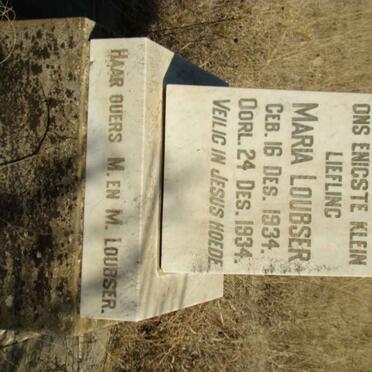 ONS ENIGSTE KLEIN
LIEFLING
MARIA LOUBSER
GEB. 16 DES. 1934.
OORL. 24 DES. 1934.
VEILIG IN JESUS HOEDE
HAAR OUERS M. EN M. LOUBSER.